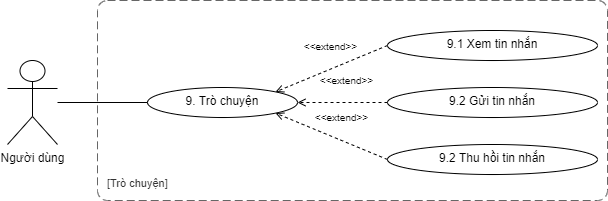 9.1 Xem tin nhắn
<<extend>>
<<extend>>
9. Trò chuyện
9.2 Gửi tin nhắn
<<extend>>
Người dùng
9.2 Thu hồi tin nhắn
[Trò chuyện]